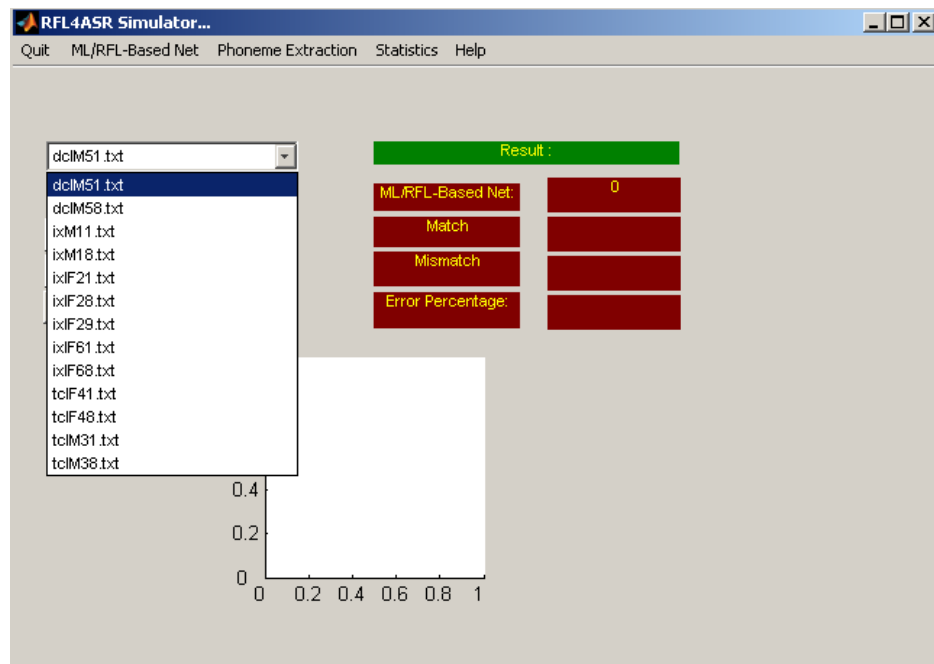 RFL4ASR Simulator...
Quit ML/RFL-Based Net Phoneme Extraction Statistics Help
dclM51.txt
Result :
dclM51.txt
dclM58.txt
ixM11.txt
ixM18.txt
ixlF21.txt
ixlF28.txt
ixlF29.txt
ixlF61.txt
ixlF68.txt
tclF41.txt
tclF48.txt
tclM31.txt
tclM38.txt
ML/RFL-Based Net: 0
Match
Mismatch
Error Percentage:
0.4
0.2
0
0 0.2 0.4 0.6 0.8 1